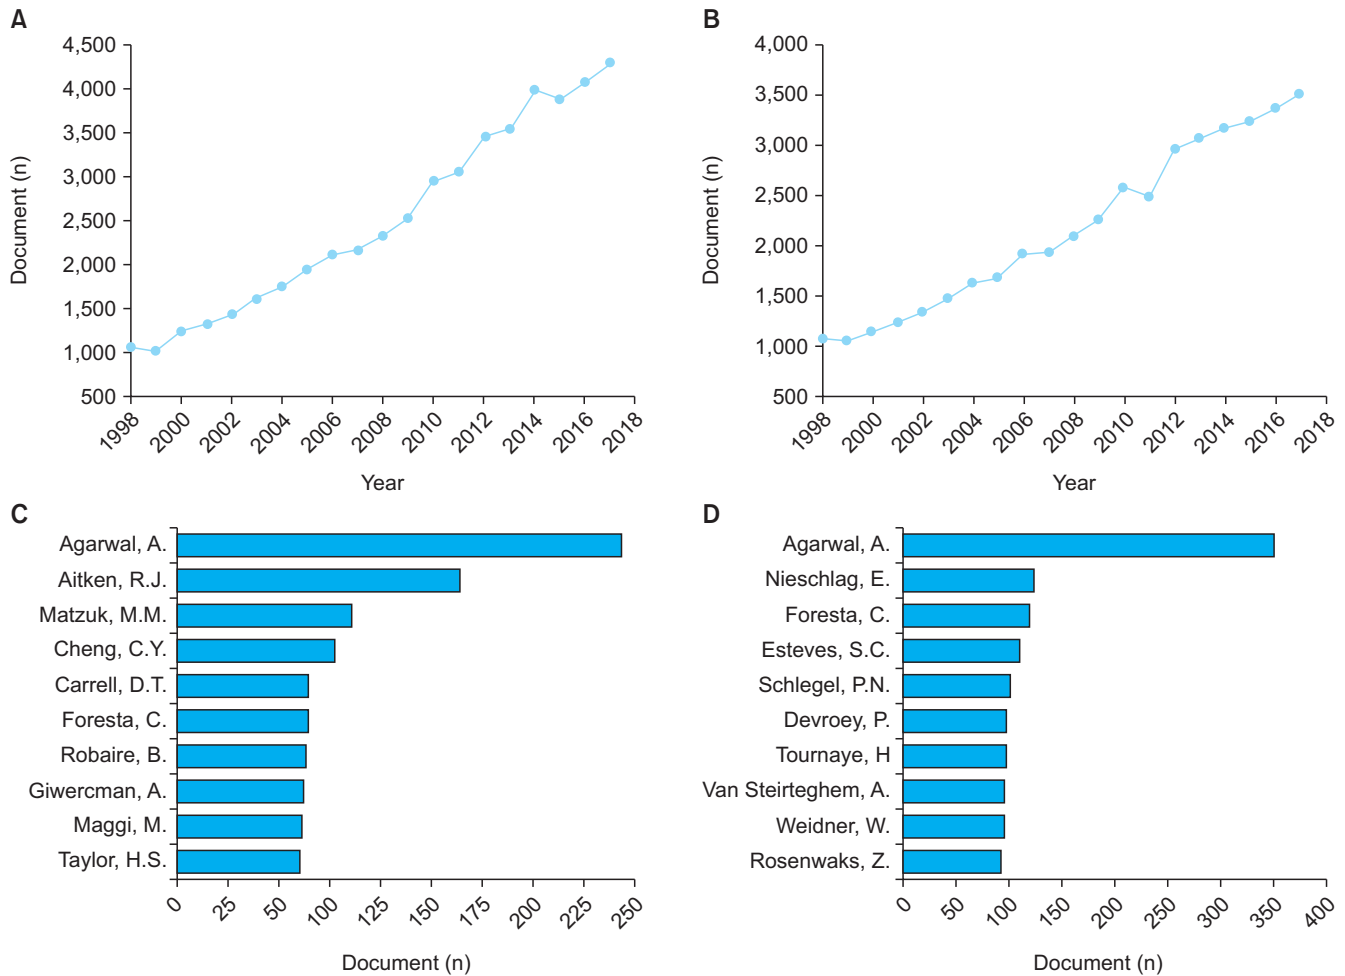 A
4,500
4,000
3,500
3,000
2,500
2,000
1,500
1,000
500
Document (n)
1998
2000
2002
2004
2006
2008
2010
2012
2014
2016
2018
Year
B
4,000
3,500
3,000
2,500
2,000
1,500
1,000
500
Document (n)
1998
2000
2002
2004
2006
2008
2010
2012
2014
2016
2018
Year
C
Agarwal, A.
Aitken, R.J.
Matzuk, M.M.
Cheng, C.Y.
Carrell, D.T.
Foresta, C.
Robaire, B.
Giwercman, A.
Maggi, M.
Taylor, H.S.
0
25
50
75
100
125
150
175
200
225
250
Document (n)
D
Agarwal, A.
Nieschlag, E.
Foresta, C.
Esteves, S.C.
Schlegel, P.N.
Devroey, P.
Tournaye, H
Van Steirteghem, A.
Weidner, W.
Rosenwaks, Z.
0
50
100
150
200
250
300
350
400
Document (n)